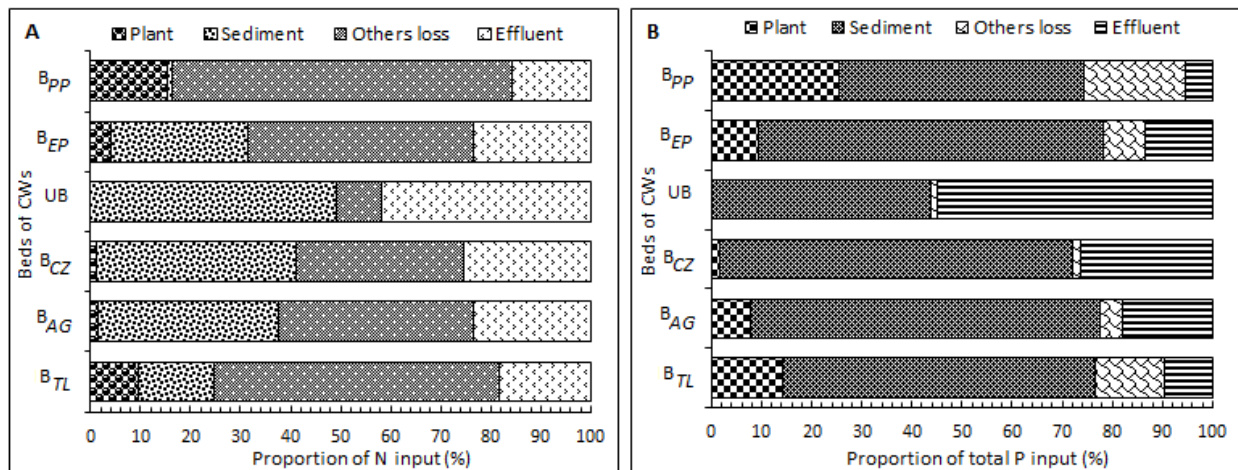 A
Plant Sediment Others loss Effluent
Beds of CWs
BPP
BEP
UB
BCZ
BAG
BTL
0 10 20 30 40 50 60 70 80 90 100
Proportion of N input (%)
B
Plant Sediment Others loss Effluent
Beds of CWs
BPP
BEP
UB
BCZ
BAG
BTL
0 10 20 30 40 50 60 70 80 90 100
Proportion of total P input (%)